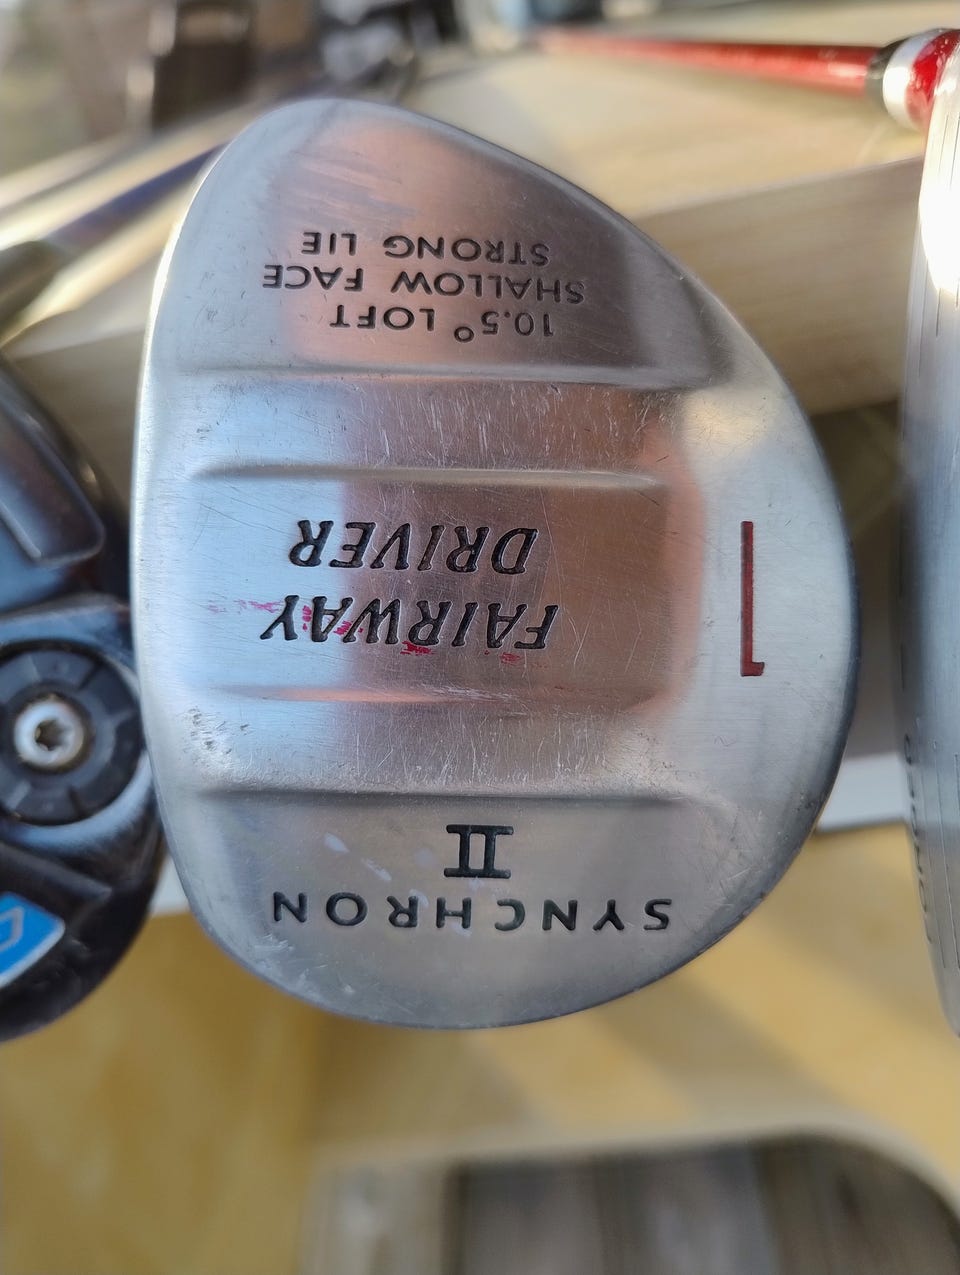 SYNCHRON
II
FAIRWAY
DRIVER
1
10.5° LOFT
SHALLOW FACE
STRONG LIE